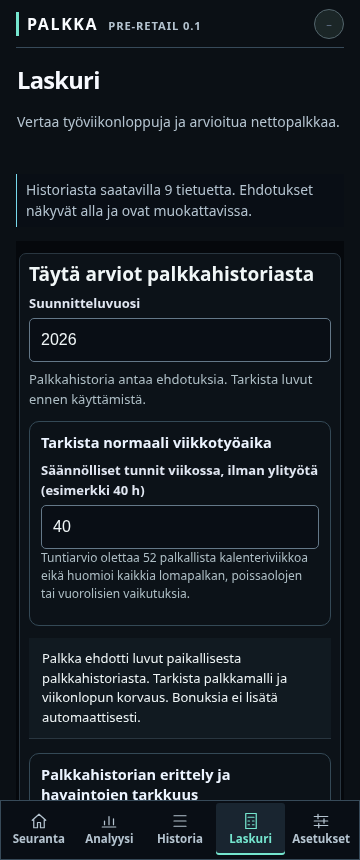 PALKKA PRE-RETAIL 0.1
Laskuri
Vertaa työviikonloppuja ja arvioitua nettopalkkaa.
Historiasta saatavilla 9 tietuetta. Ehdotukset
näkyvät alla ja ovat muokattavissa.
Täytä arviot palkkahistoriasta
Suunnitteluvuosi
2026
Palkkahistoria antaa ehdotuksia. Tarkista luvut
ennen käyttämistä.
Tarkista normaali viikkotyöaika
Säännölliset tunnit viikossa, ilman ylityötä
(esimerkki 40 h)
40
Tuntiarvio olettaa 52 palkallista kalenteriviikkoa
eikä huomioi kaikkia lomapalkan, poissaolojen
tai vuorolisien vaikutuksia.
Palkka ehdotti luvut paikallisesta
palkkahistoriasta. Tarkista palkkamalli ja
viikonlopun korvaus. Bonuksia ei lisätä
automaattisesti.
Palkkahistorian erittely ja
havaintojen tarkkuus
Seuranta Analyysi Historia Laskuri Asetukset